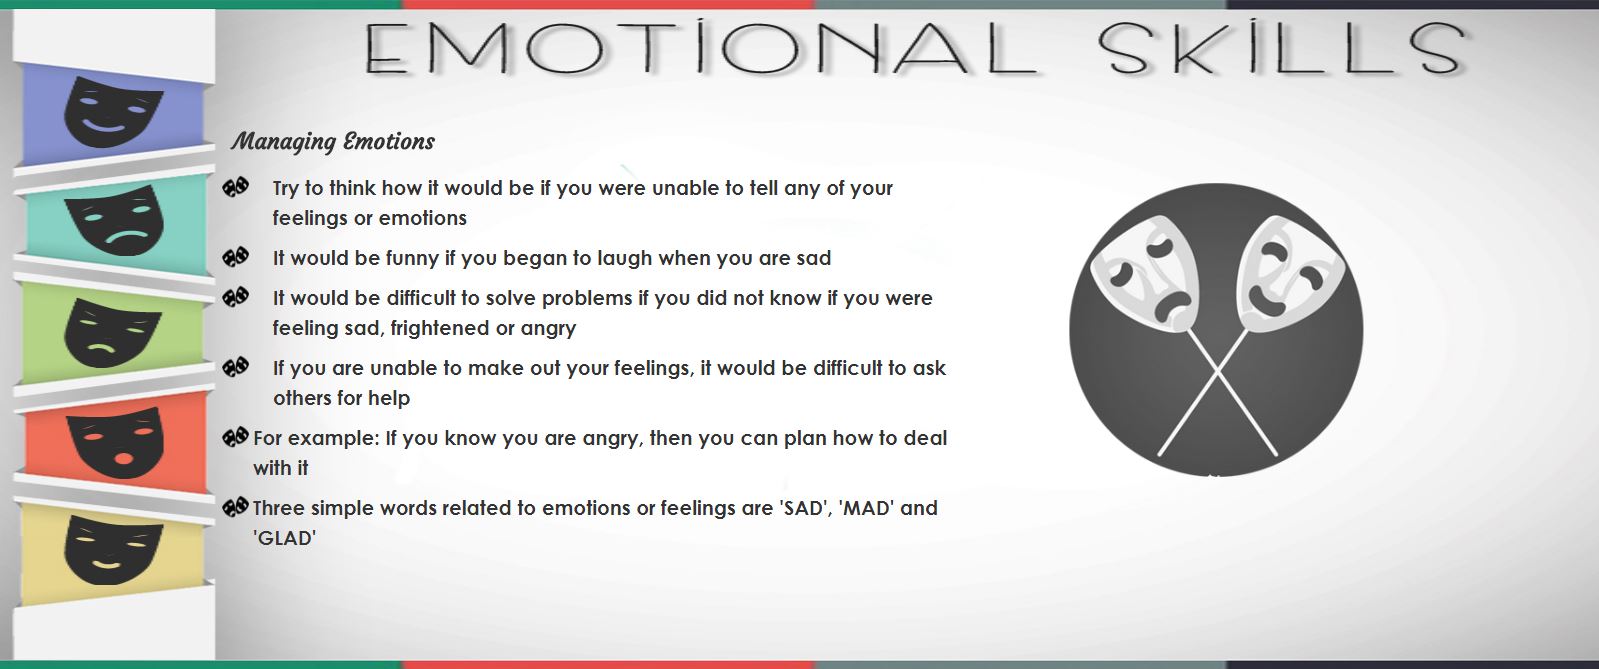 EMOTIONAL SKILLS
Managing Emotions
Try to think how it would be if you were unable to tell any of your
feelings or emotions
It would be funny if you began to laugh when you are sad
It would be difficult to solve problems if you did not know if you were
feeling sad, frightened or angry
If you are unable to make out your feelings, it would be difficult to ask
others for help
For example: If you know you are angry, then you can plan how to deal
with it
Three simple words related to emotions or feelings are 'SAD', 'MAD' and
'GLAD'